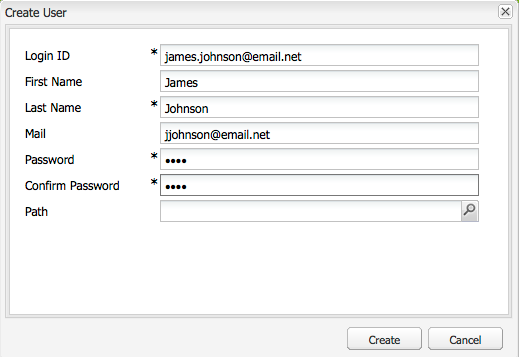 Create User
Login ID * james.johnson@email.net
First Name James
Last Name * Johnson
Mail jjohnson@email.net
Password * ••••
Confirm Password * ••••
Path
Create Cancel